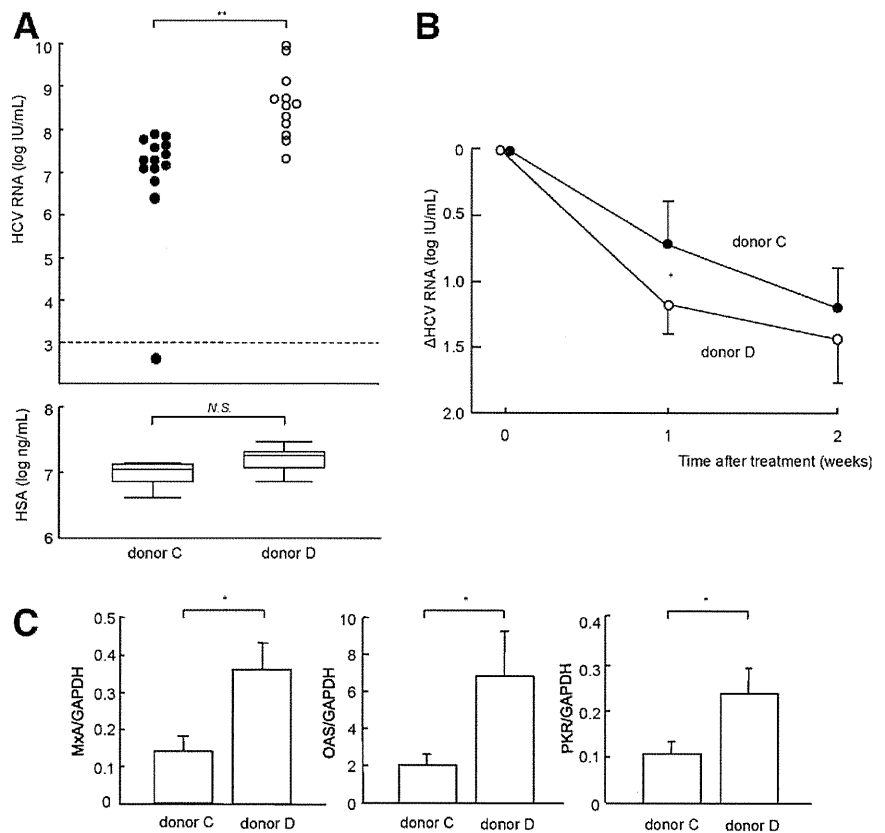 A
**
HCV RNA (log IU/mL)
10
9
8
7
6
5
4
3
N.S.
HSA (log ng/mL)
8
7
6
donor C
donor D
B
ΔHCV RNA (log IU/mL)
0
0.5
1.0
1.5
2.0
donor C
*
donor D
0
1
2
Time after treatment (weeks)
C
*
MxA/GAPDH
0.5
0.4
0.3
0.2
0.1
0
donor C
donor D
*
OAS/GAPDH
10
8
6
4
2
0
donor C
donor D
*
PKR/GAPDH
0.4
0.3
0.2
0.1
0
donor C
donor D